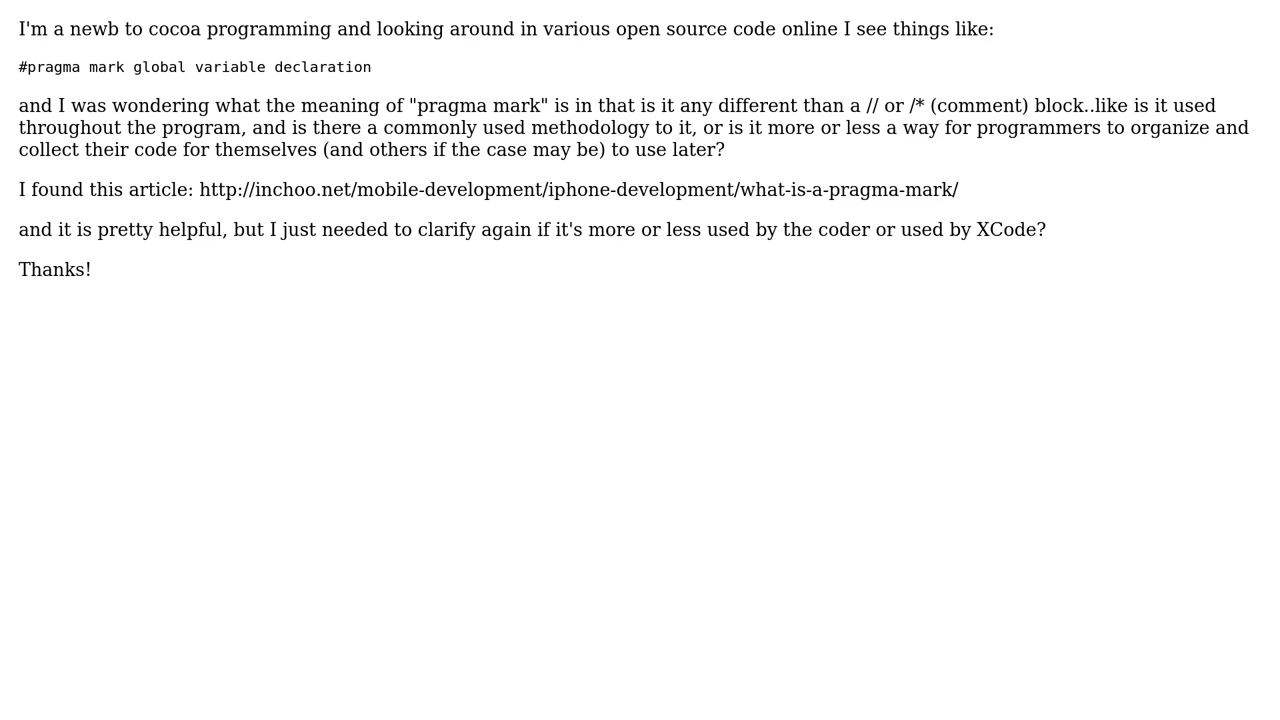 I'm a newb to cocoa programming and looking around in various open source code online I see things like:
#pragma mark global variable declaration
and I was wondering what the meaning of "pragma mark" is in that is it any different than a // or /* (comment) block..like is it used
throughout the program, and is there a commonly used methodology to it, or is it more or less a way for programmers to organize and
collect their code for themselves (and others if the case may be) to use later?
I found this article: http://inchoo.net/mobile-development/iphone-development/what-is-a-pragma-mark/
and it is pretty helpful, but I just needed to clarify again if it's more or less used by the coder or used by XCode?
Thanks!